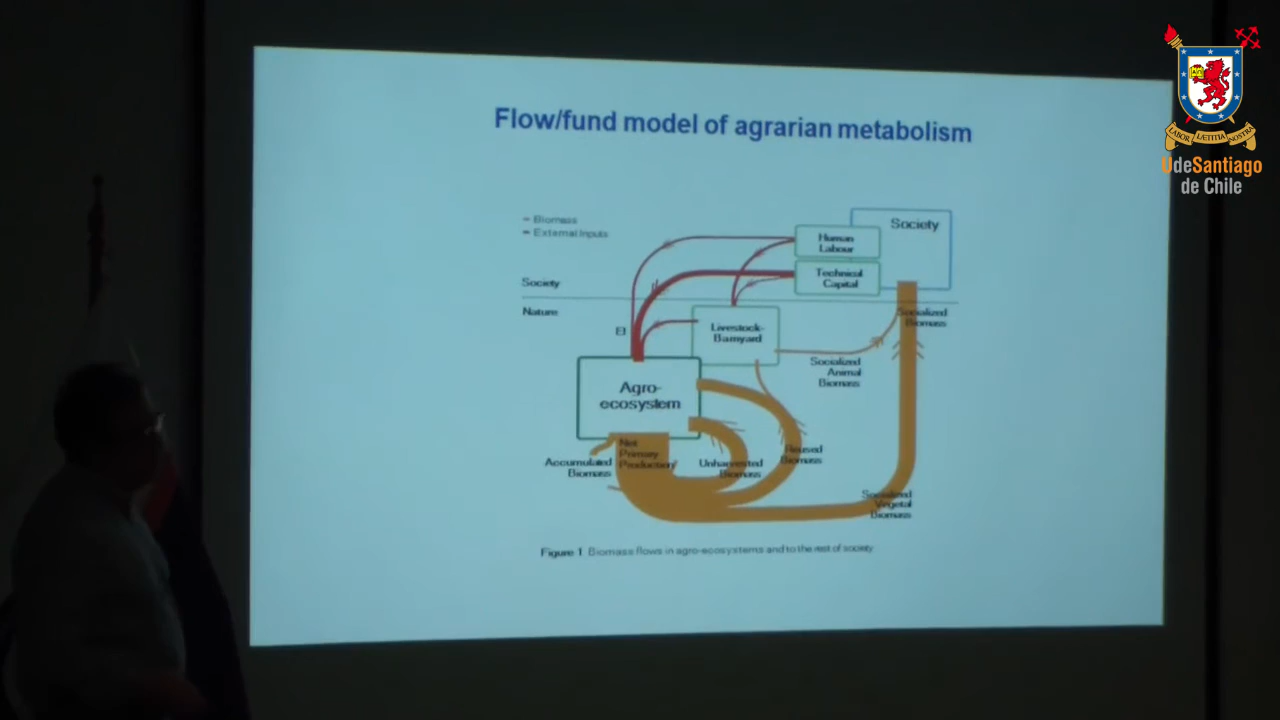 Flow/fund model of agrarian metabolism
Biomass
External Inputs
Society
Human
Labour
Technical
Capital
Society
Nature
EI
Livestock-
Barnyard
Socialized
Biomass
Socialized
Animal
Biomass
Agro-
ecosystem
Net
Primary
Production
Accumulated
Biomass
Unharvested
Biomass
Reused
Biomass
Socialized
Vegetal
Biomass
Figure 1 Biomass flows in agro-ecosystems and to the rest of society
LABOR LÆTITIA NOSTRA
UdeSantiago
de Chile